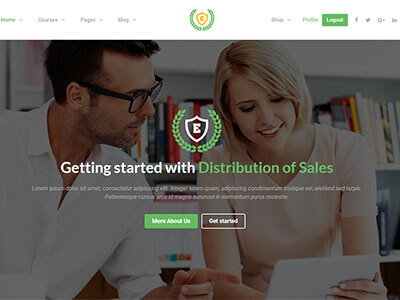 Home Courses Pages Blog E Shop Profile Logout
E
Getting started with Distribution of Sales
Lorem ipsum dolor sit amet, consectetur adipiscing elit. Integer lorem quam, adipiscing condimentum tristique vel, eleifend sed turpis.
Pellentesque cursus arcu id magna euismod in elementum purus molestie.
More About Us Get started